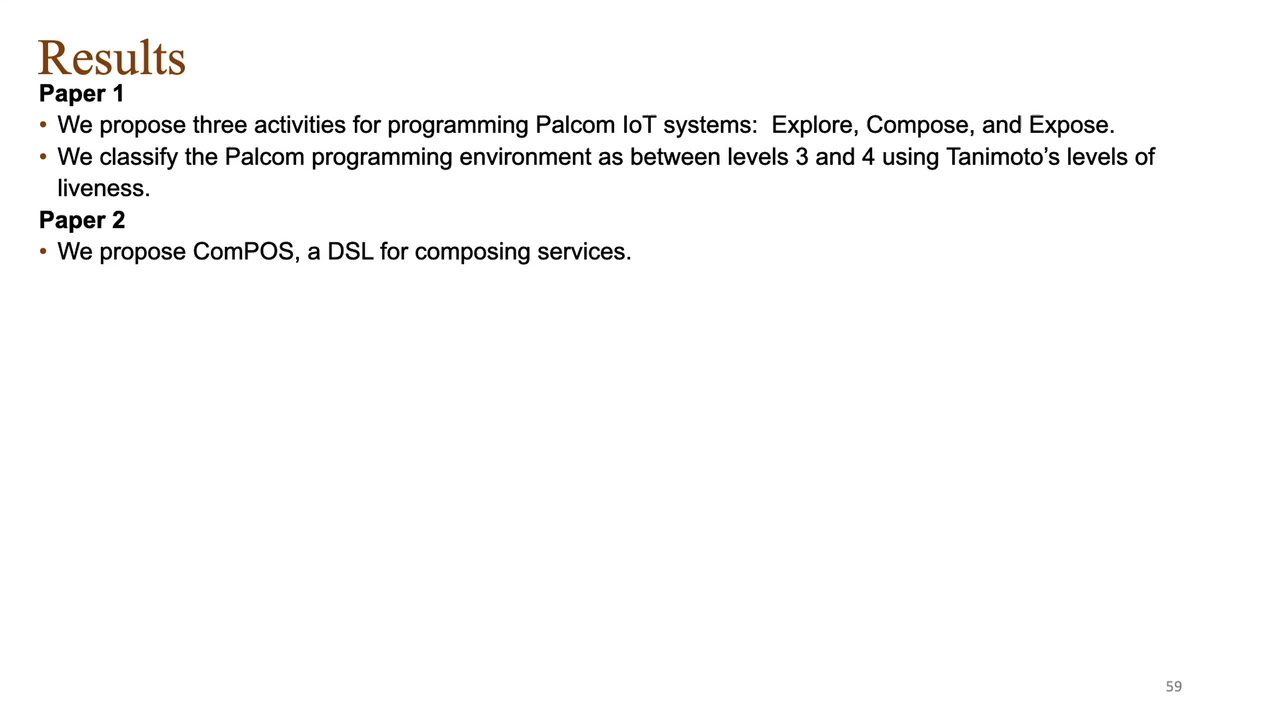 Results
Paper 1
• We propose three activities for programming Palcom IoT systems:  Explore, Compose, and Expose.
• We classify the Palcom programming environment as between levels 3 and 4 using Tanimoto’s levels of
liveness.
Paper 2
• We propose ComPOS, a DSL for composing services.
59